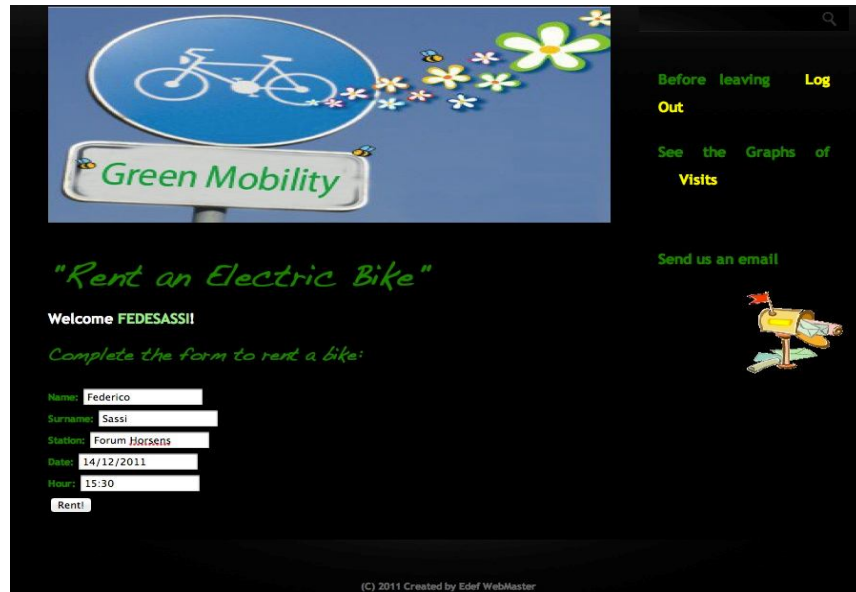 Green Mobility
Before leaving Log
Out
See the Graphs of
Visits
Send us an email
"Rent an Electric Bike"
Welcome FEDESASSI!
Complete the form to rent a bike:
Name: Federico
Surname: Sassi
Station: Forum Horsens
Date: 14/12/2011
Hour: 15:30
Rent!
(C) 2011 Created by Edef WebMaster